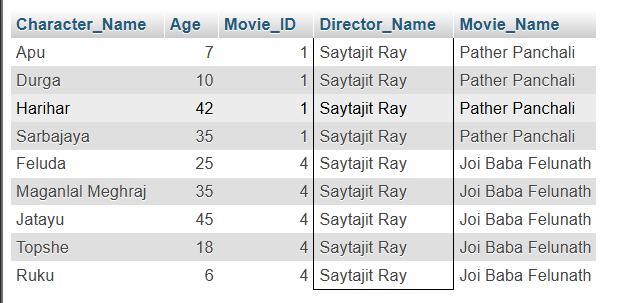 Character_Name Age Movie_ID Director_Name Movie_Name
Apu 7 1 Saytajit Ray Pather Panchali
Durga 10 1 Saytajit Ray Pather Panchali
Harihar 42 1 Saytajit Ray Pather Panchali
Sarbajaya 35 1 Saytajit Ray Pather Panchali
Feluda 25 4 Saytajit Ray Joi Baba Felunath
Maganlal Meghraj 35 4 Saytajit Ray Joi Baba Felunath
Jatayu 45 4 Saytajit Ray Joi Baba Felunath
Topshe 18 4 Saytajit Ray Joi Baba Felunath
Ruku 6 4 Saytajit Ray Joi Baba Felunath